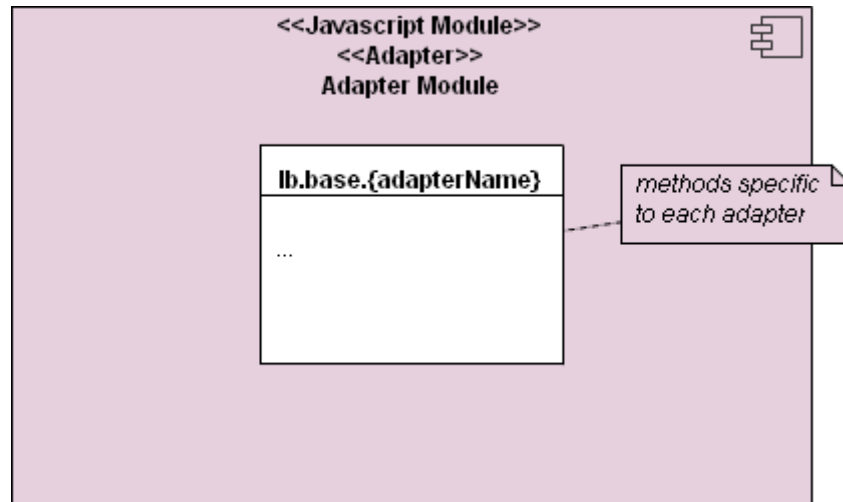 <<Javascript Module>>
<<Adapter>>
Adapter Module
lb.base.{adapterName}
methods specific
to each adapter
...